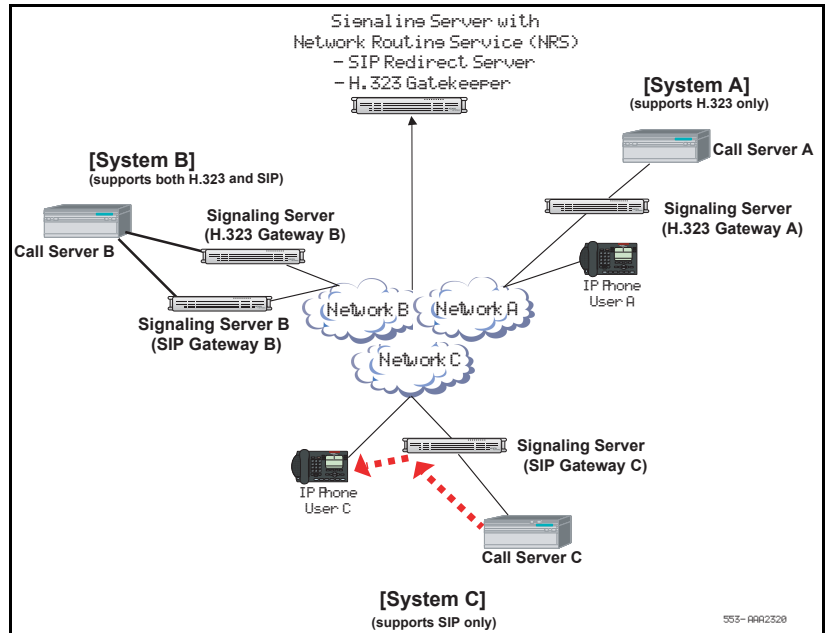 Signaling Server with
Network Routing Service (NRS)
– SIP Redirect Server
– H.323 Gatekeeper
[System A]
(supports H.323 only)
Call Server A
[System B]
(supports both H.323 and SIP)
Signaling Server
(H.323 Gateway B)
Signaling Server
(H.323 Gateway A)
Call Server B
IP Phone
User A
Network B
Network A
Signaling Server B
(SIP Gateway B)
Network C
Signaling Server
(SIP Gateway C)
IP Phone
User C
Call Server C
[System C]
(supports SIP only)
553-AAA2320